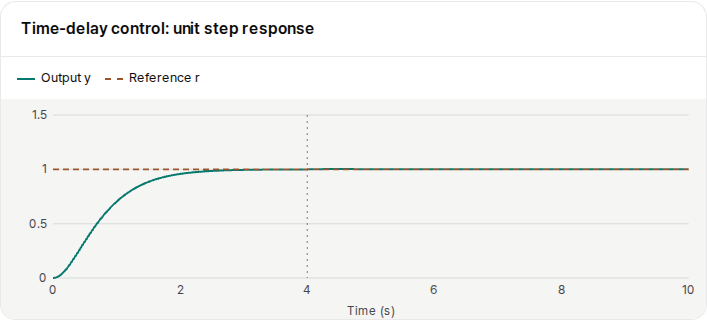 Time-delay control: unit step response
Output y Reference r
1.5
1
0.5
0
0 2 4 6 8 10
Time (s)